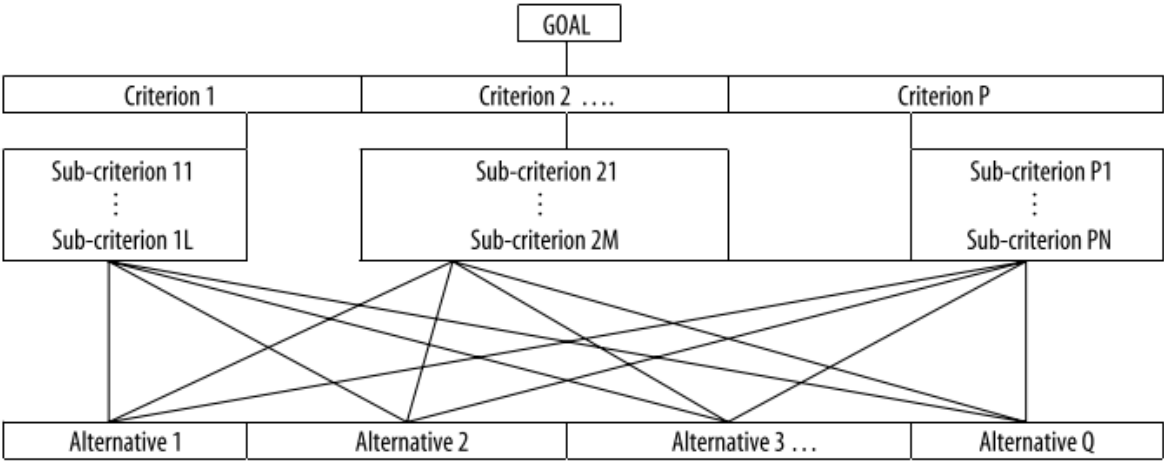 GOAL
Criterion 1
Criterion 2 ....
Criterion P
Sub-criterion 11
⋮
Sub-criterion 1L
Sub-criterion 21
⋮
Sub-criterion 2M
Sub-criterion P1
⋮
Sub-criterion PN
Alternative 1
Alternative 2
Alternative 3 ...
Alternative Q